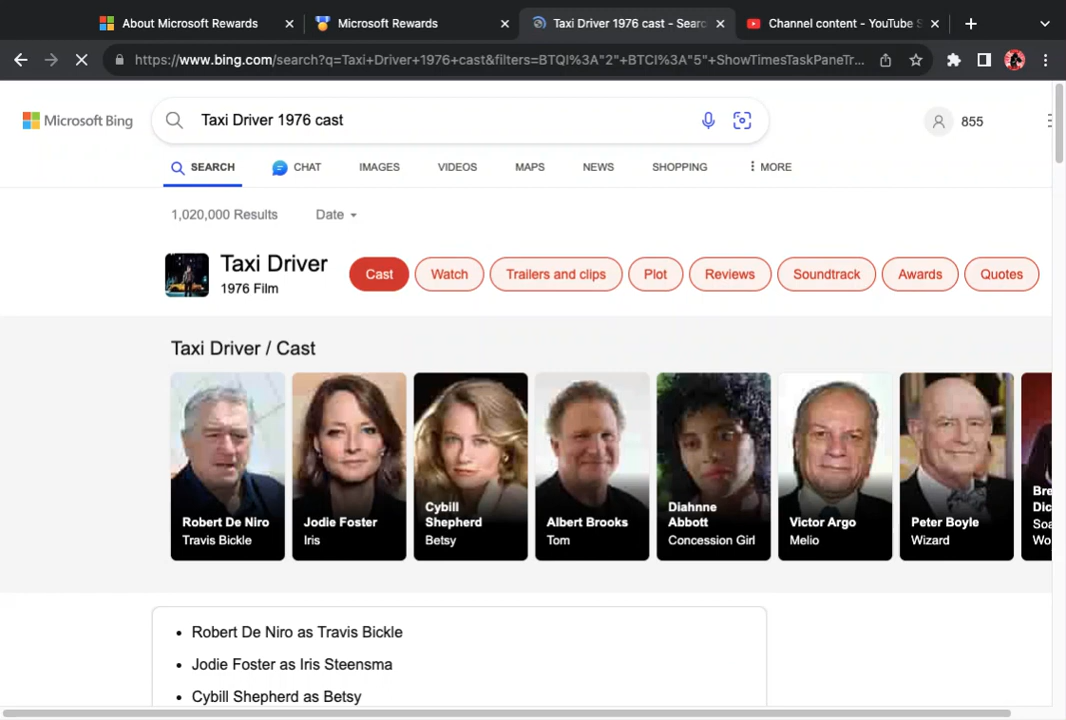 About Microsoft Rewards
Microsoft Rewards
Taxi Driver 1976 cast - Searc
Channel content - YouTube S
https://www.bing.com/search?q=Taxi+Driver+1976+cast&filters=BTQI%3A"2"+BTCI%3A"5"+ShowTimesTaskPaneTr...
Microsoft Bing
Taxi Driver 1976 cast
855
SEARCH
CHAT
IMAGES
VIDEOS
MAPS
NEWS
SHOPPING
MORE
1,020,000 Results
Date
Taxi Driver
1976 Film
Cast
Watch
Trailers and clips
Plot
Reviews
Soundtrack
Awards
Quotes
Taxi Driver / Cast
Robert De Niro
Travis Bickle
Jodie Foster
Iris
Cybill
Shepherd
Betsy
Albert Brooks
Tom
Diahnne
Abbott
Concession Girl
Victor Argo
Melio
Peter Boyle
Wizard
Bre
Dic
Soa
Wo
• Robert De Niro as Travis Bickle
• Jodie Foster as Iris Steensma
• Cybill Shepherd as Betsy